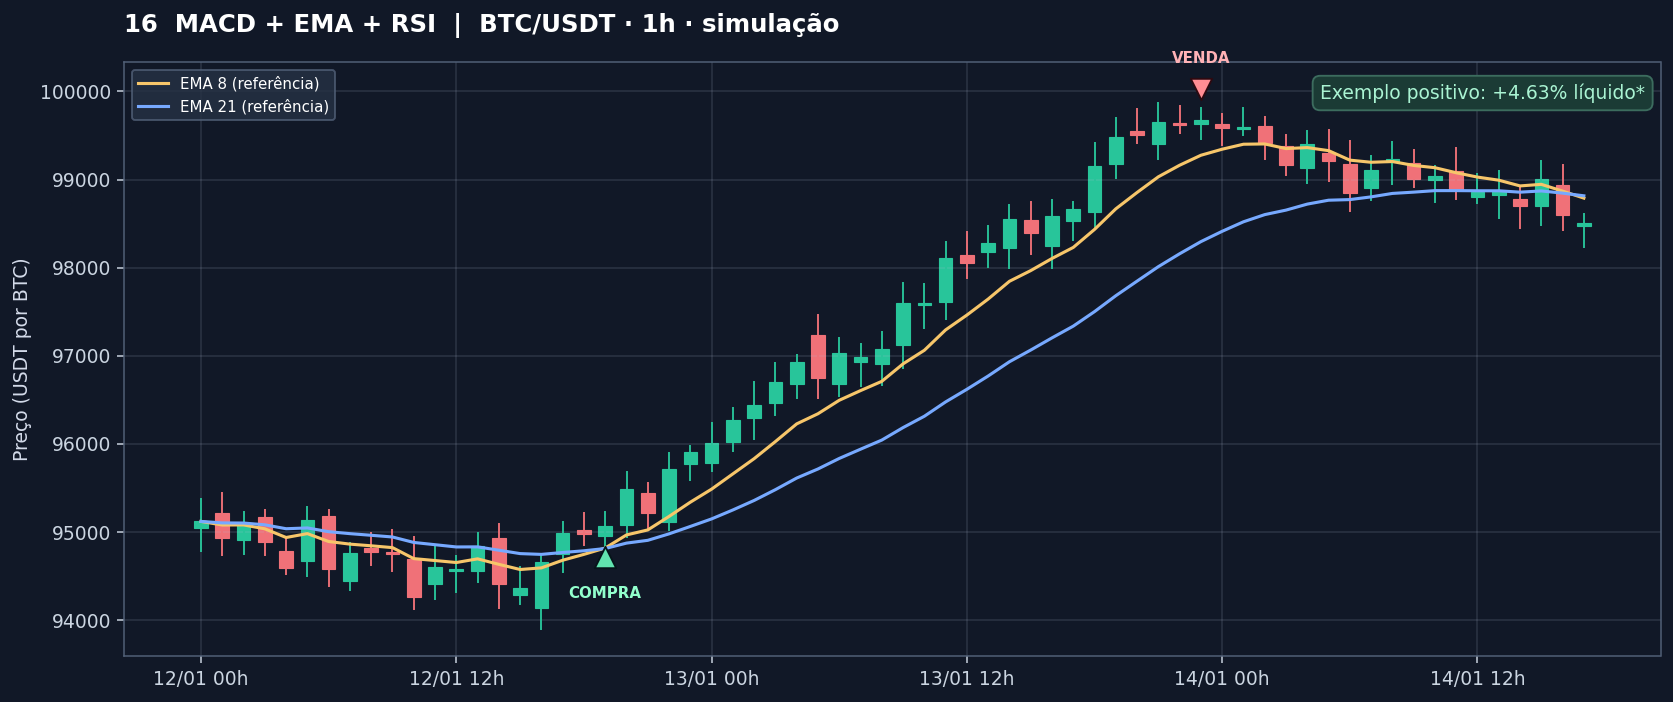 16  MACD + EMA + RSI  |  BTC/USDT · 1h · simulação
EMA 8 (referência)
EMA 21 (referência)
VENDA
Exemplo positivo: +4.63% líquido*
COMPRA
Preço (USDT por BTC)
100000
99000
98000
97000
96000
95000
94000
12/01 00h
12/01 12h
13/01 00h
13/01 12h
14/01 00h
14/01 12h